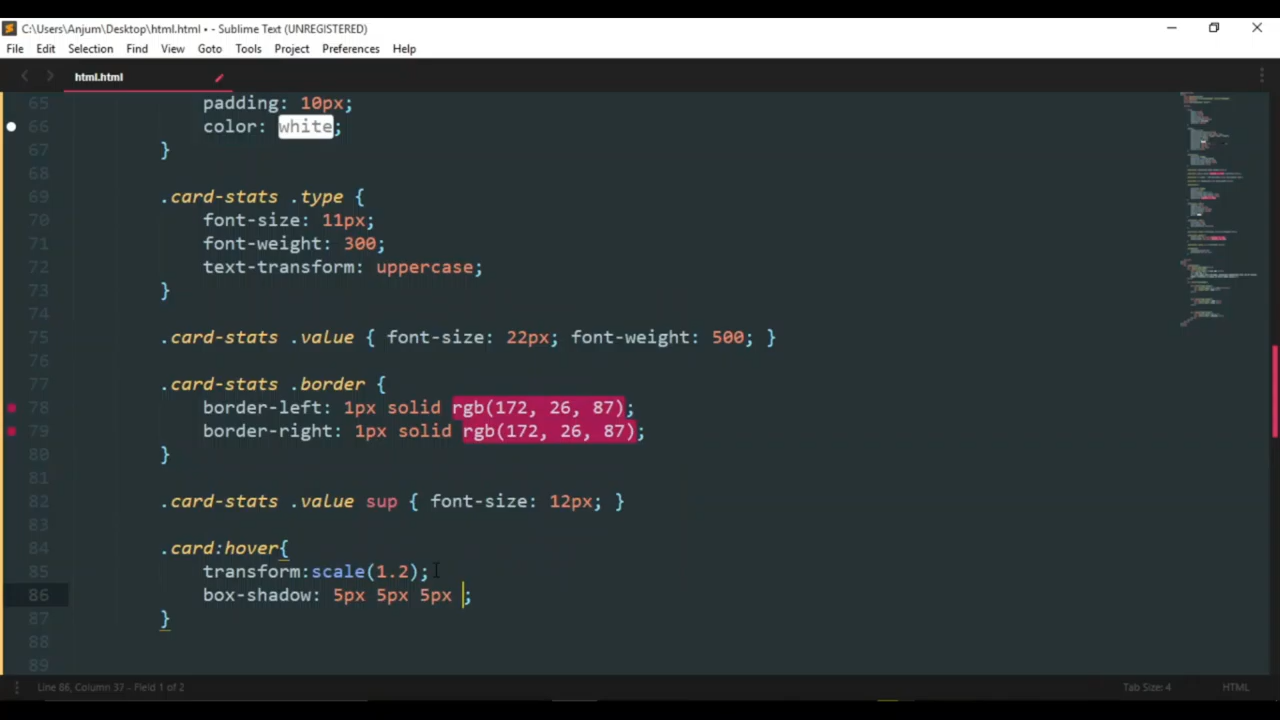 C:\Users\Anjum\Desktop\html.html • - Sublime Text (UNREGISTERED)
File Edit Selection Find View Goto Tools Project Preferences Help
html.html
65 padding: 10px;
66 color: white;
67 }
68
69 .card-stats .type {
70 font-size: 11px;
71 font-weight: 300;
72 text-transform: uppercase;
73 }
74
75 .card-stats .value { font-size: 22px; font-weight: 500; }
76
77 .card-stats .border {
78 border-left: 1px solid rgb(172, 26, 87);
79 border-right: 1px solid rgb(172, 26, 87);
80 }
81
82 .card-stats .value sup { font-size: 12px; }
83
84 .card:hover{
85 transform:scale(1.2);
86 box-shadow: 5px 5px 5px ;
87 }
88
89
Line 86, Column 37 - Field 1 of 2 Tab Size: 4 HTML